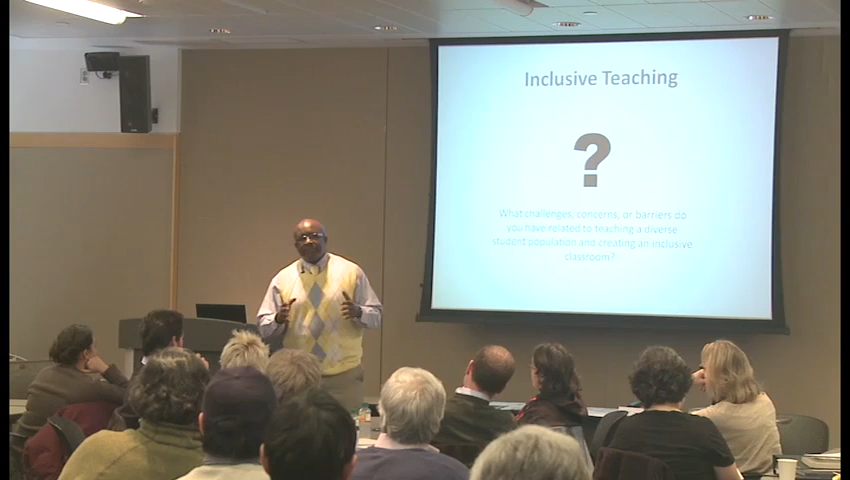 Inclusive Teaching
?
What challenges, concerns, or barriers do
you have related to teaching a diverse
student population and creating an inclusive
classroom?